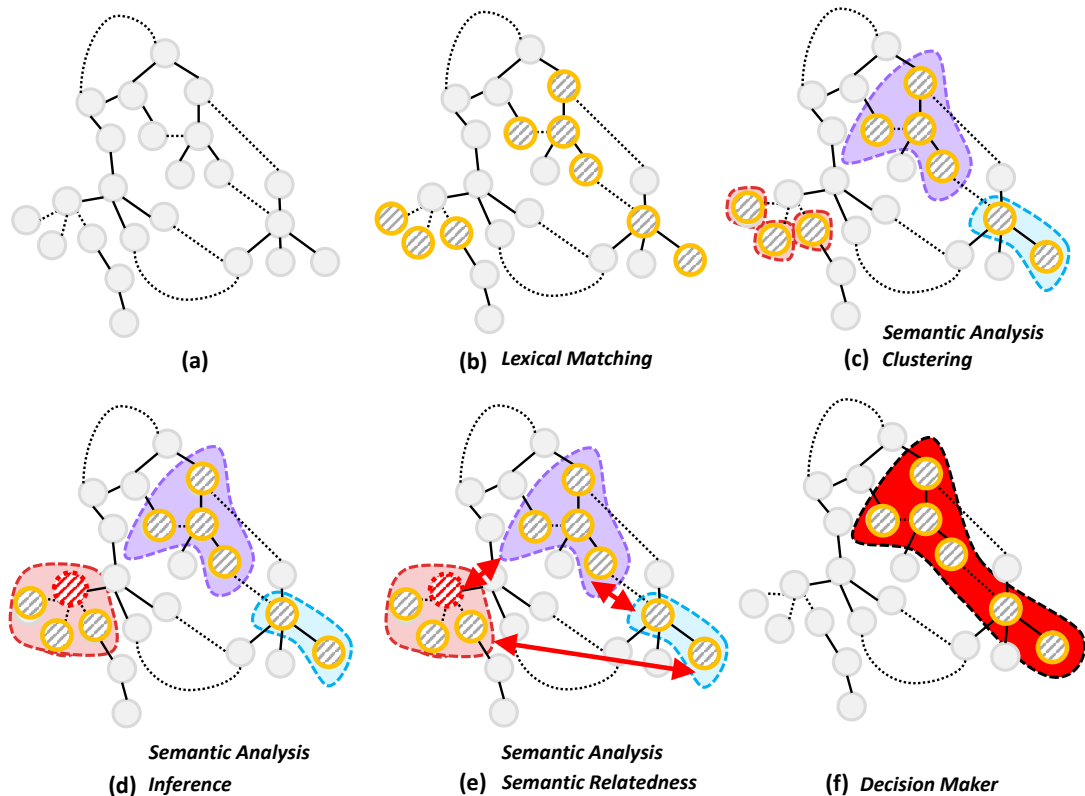 (a)
(b) Lexical Matching
Semantic Analysis
(c) Clustering
Semantic Analysis
(d) Inference
Semantic Analysis
(e) Semantic Relatedness
(f) Decision Maker